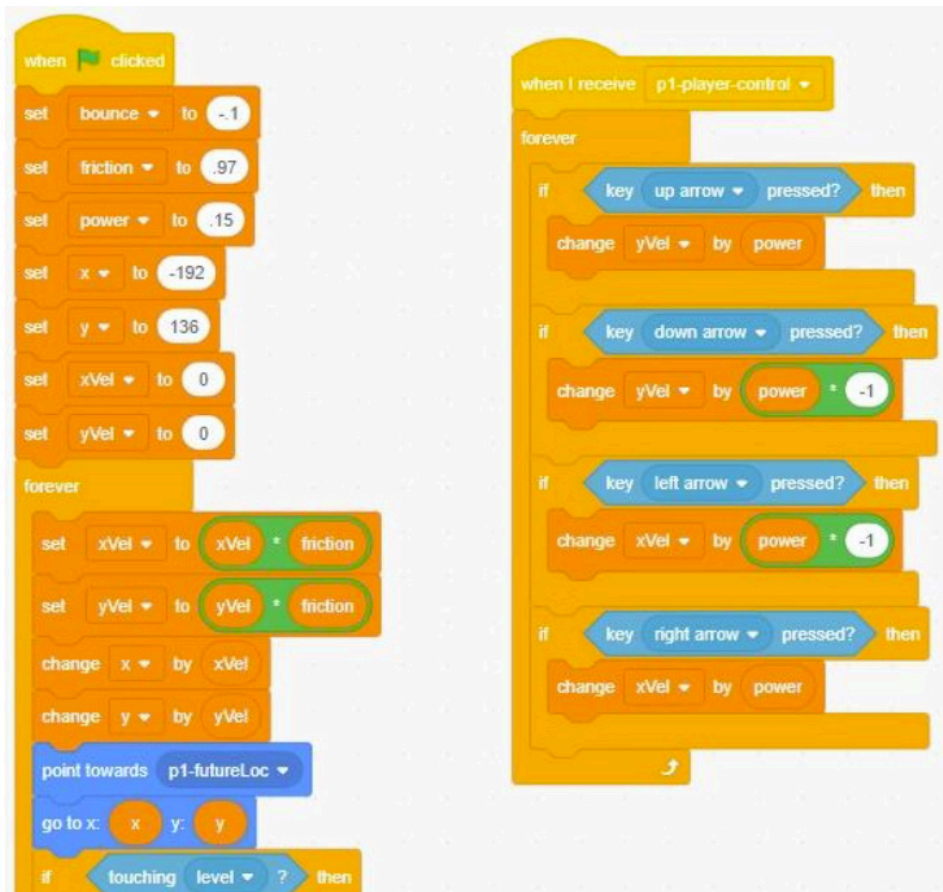 when clicked
set bounce to -.1
set friction to .97
set power to .15
set x to -192
set y to 136
set xVel to 0
set yVel to 0
forever
set xVel to xVel * friction
set yVel to yVel * friction
change x by xVel
change y by yVel
point towards p1-futureLoc
go to x: x y: y
if touching level ? then
when I receive p1-player-control
forever
if key up arrow pressed? then
change yVel by power
if key down arrow pressed? then
change yVel by power * -1
if key left arrow pressed? then
change xVel by power * -1
if key right arrow pressed? then
change xVel by power